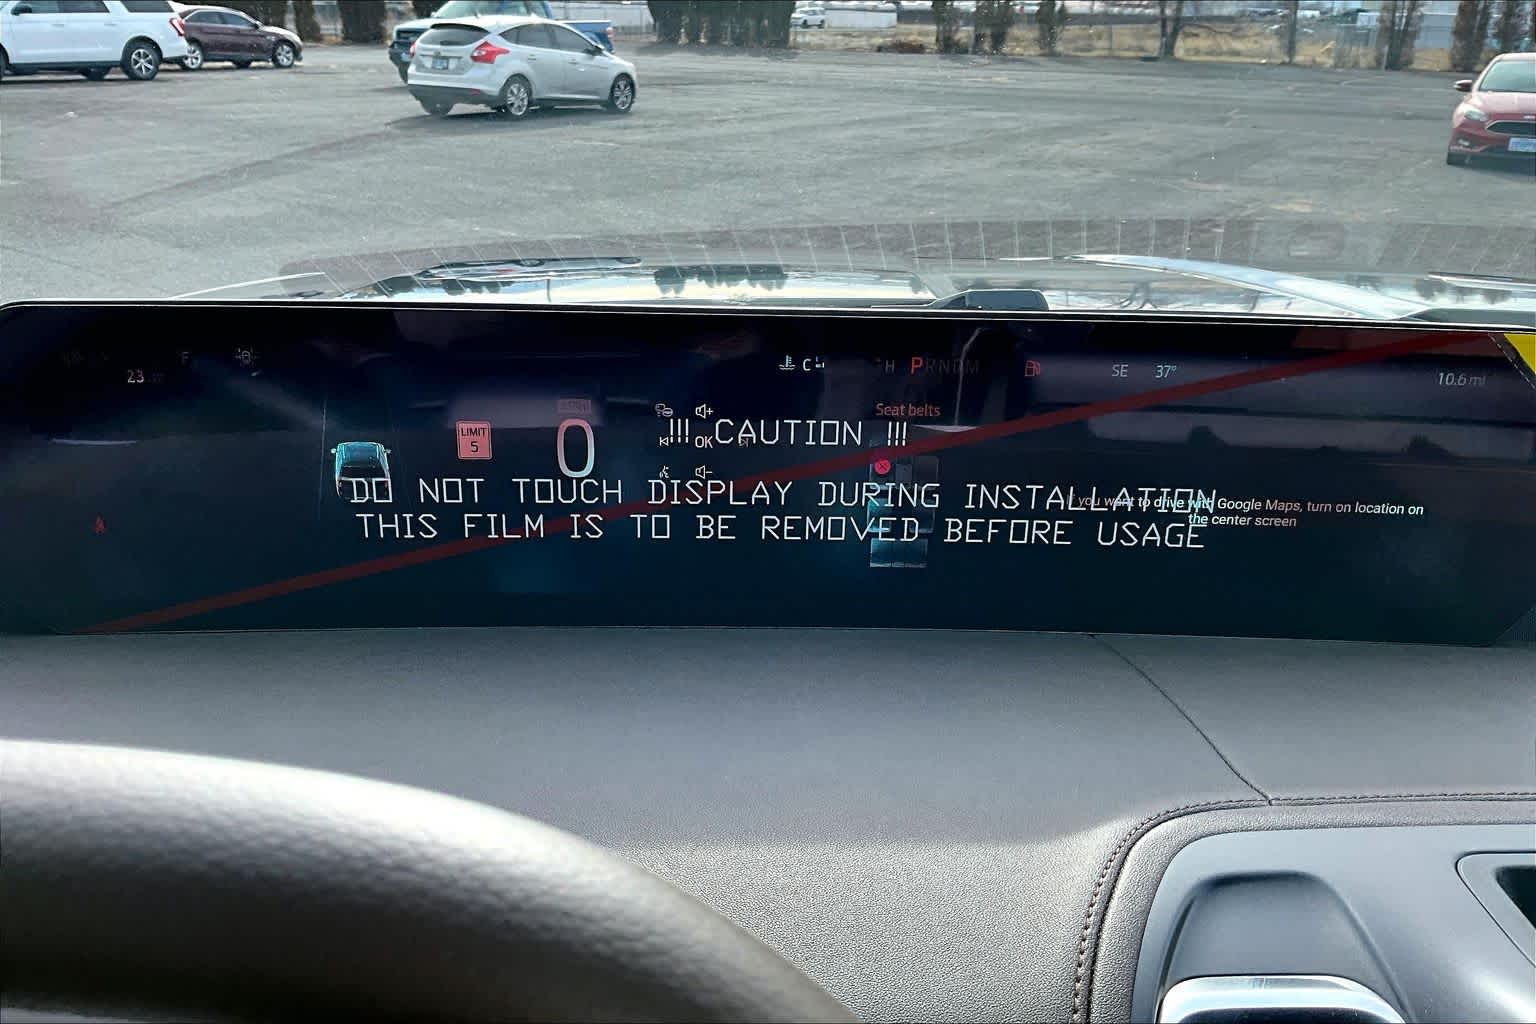 23
C
H
PRNDM
SE 37°
10.6 mi
LIMIT
5
0
OK
Seat belts
!!! CAUTION !!!
DO NOT TOUCH DISPLAY DURING INSTALLATION
THIS FILM IS TO BE REMOVED BEFORE USAGE
If you want to drive with Google Maps, turn on location on
the center screen